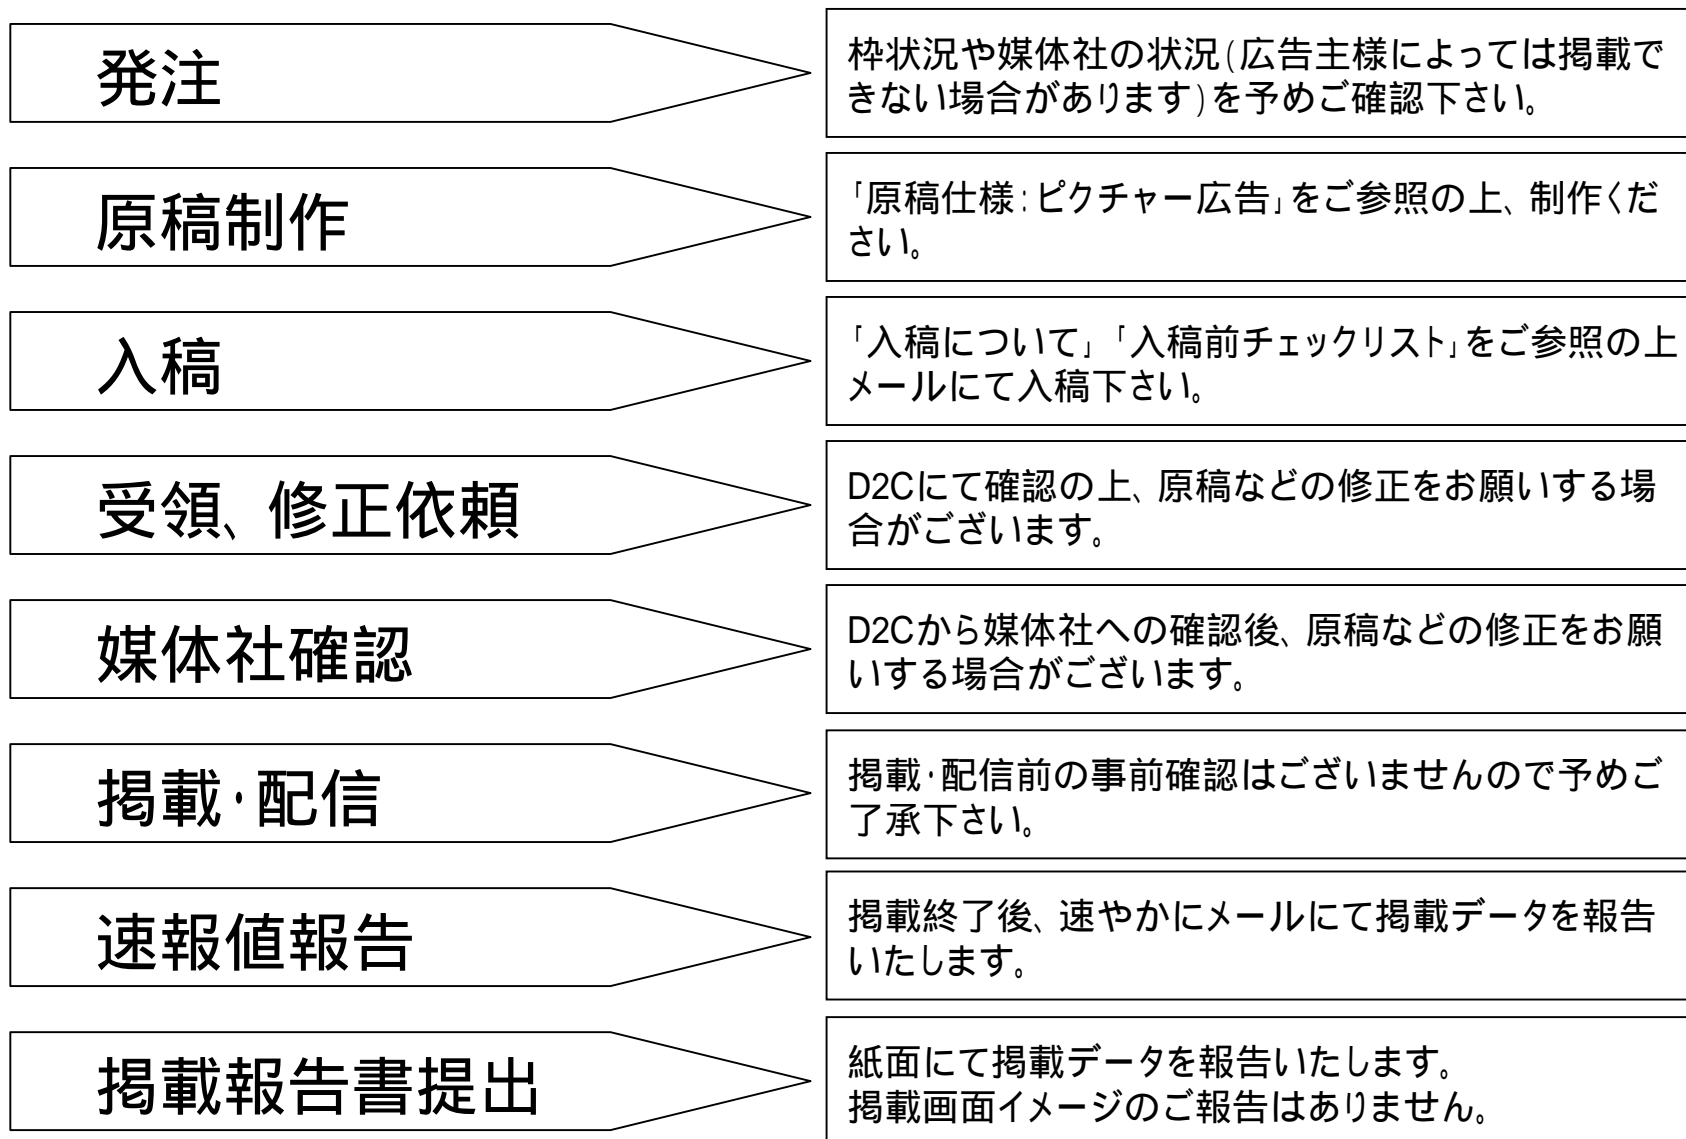 発注
枠状況や媒体社の状況(広告主様によっては掲載で
きない場合があります)を予めご確認下さい。
原稿制作
「原稿仕様:ピクチャー広告」をご参照の上、制作くだ
さい。
入稿
「入稿について」「入稿前チェックリスト」をご参照の上
メールにて入稿下さい。
受領、修正依頼
D2Cにて確認の上、原稿などの修正をお願いする場
合がございます。
媒体社確認
D2Cから媒体社への確認後、原稿などの修正をお願
いする場合がございます。
掲載・配信
掲載・配信前の事前確認はございませんので予めご
了承下さい。
速報値報告
掲載終了後、速やかにメールにて掲載データを報告
いたします。
掲載報告書提出
紙面にて掲載データを報告いたします。
掲載画面イメージのご報告はありません。